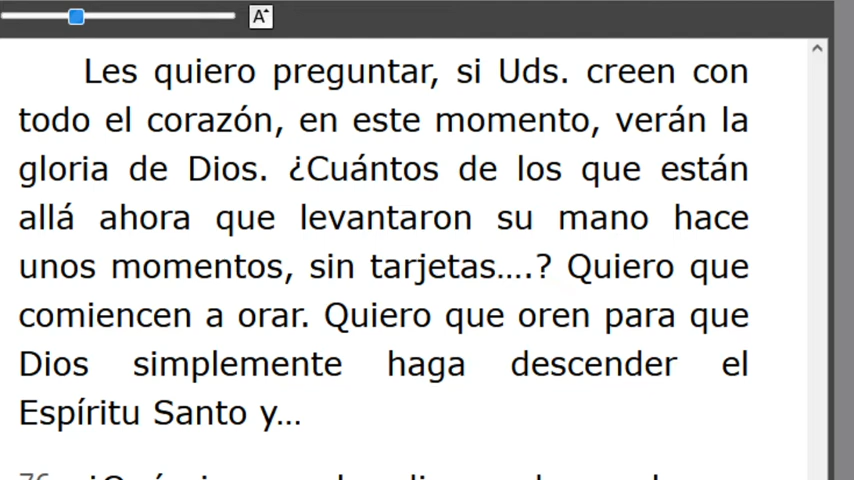 A
Les quiero preguntar, si Uds. creen con
todo el corazón, en este momento, verán la
gloria de Dios. ¿Cuántos de los que están
allá ahora que levantaron su mano hace
unos momentos, sin tarjetas….? Quiero que
comiencen a orar. Quiero que oren para que
Dios simplemente haga descender el
Espíritu Santo y…